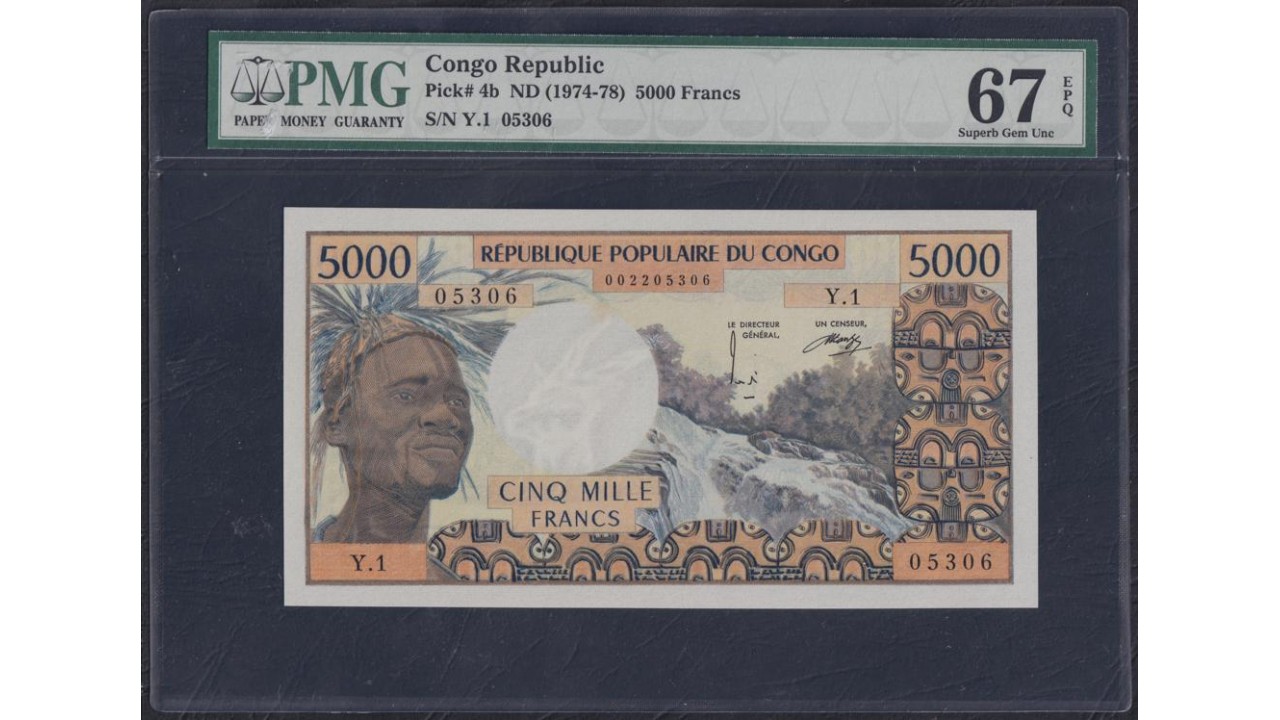 PMG
PAPER MONEY GUARANTY
Congo Republic
Pick# 4b ND (1974-78) 5000 Francs
S/N Y.1 05306
67
EPQ
Superb Gem Unc
5000
RÉPUBLIQUE POPULAIRE DU CONGO
5000
002205306
05306
Y.1
LE DIRECTEUR
GÉNÉRAL,
UN CENSEUR,
CINQ MILLE
FRANCS
Y.1
05306